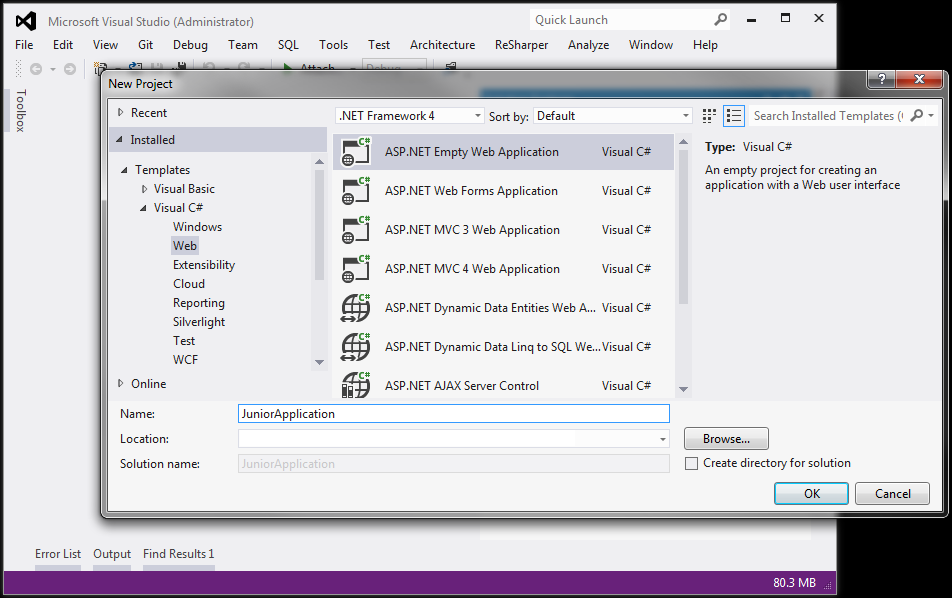 Microsoft Visual Studio (Administrator)
Quick Launch
File Edit View Git Debug Team SQL Tools Test Architecture ReSharper Analyze Window Help
Attach
Debug
Toolbox
New Project
Recent
Installed
Templates
Visual Basic
Visual C#
Windows
Web
Extensibility
Cloud
Reporting
Silverlight
Test
WCF
Online
.NET Framework 4 Sort by: Default
Search Installed Templates (
ASP.NET Empty Web Application Visual C#
ASP.NET Web Forms Application Visual C#
ASP.NET MVC 3 Web Application Visual C#
ASP.NET MVC 4 Web Application Visual C#
ASP.NET Dynamic Data Entities Web A... Visual C#
ASP.NET Dynamic Data Linq to SQL We... Visual C#
ASP.NET AJAX Server Control Visual C#
Type: Visual C#
An empty project for creating an
application with a Web user interface
Name: JuniorApplication
Location:
Browse...
Solution name: JuniorApplication
Create directory for solution
OK Cancel
Error List Output Find Results 1
80.3 MB